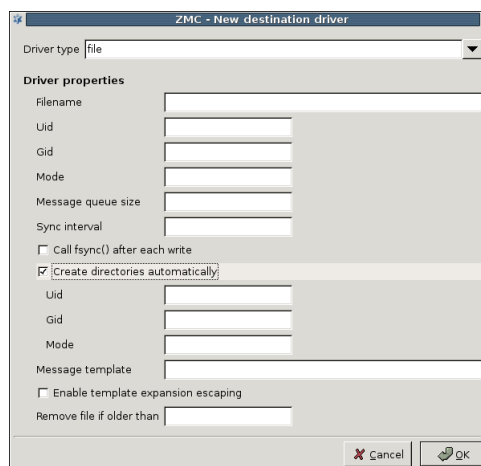 ZMC - New destination driver
Driver type file
Driver properties
Filename
Uid
Gid
Mode
Message queue size
Sync interval
Call fsync() after each write
Create directories automatically
Uid
Gid
Mode
Message template
Enable template expansion escaping
Remove file if older than
Cancel OK